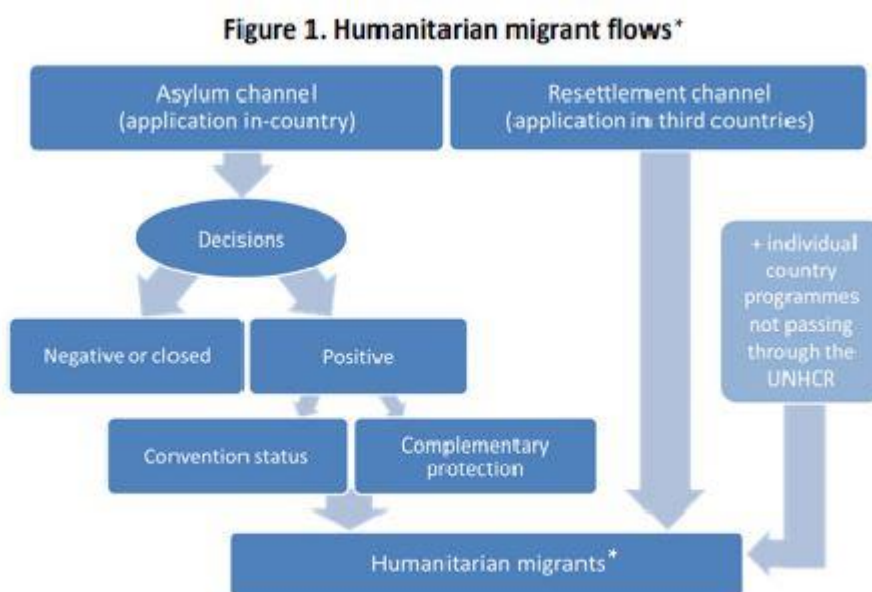 Figure 1. Humanitarian migrant flows*
Asylum channel
(application in-country)
Resettlement channel
(application in third countries)
Decisions
+ individual
country
programmes
not passing
through the
UNHCR
Negative or closed
Positive
Convention status
Complementary
protection
Humanitarian migrants*